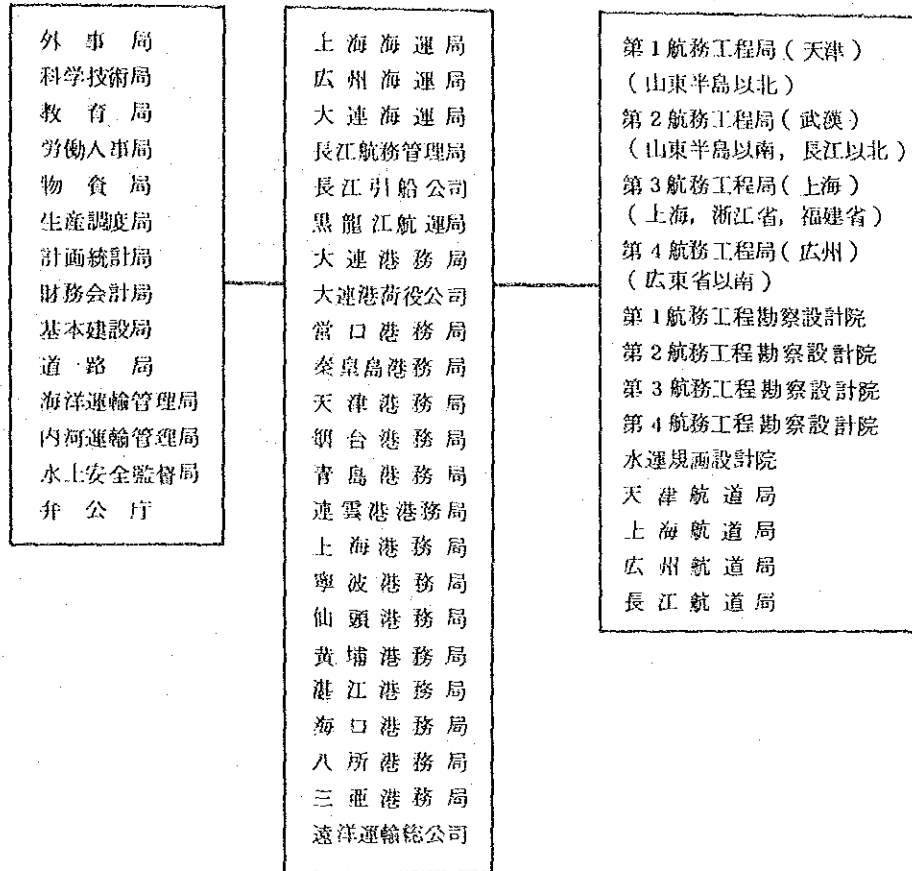 外事局
科学技術局
教育局
労働人事局
物資局
生産調度局
計画統計局
財務会計局
基本建設局
道路局
海洋運輸管理局
内河運輸管理局
水上安全監督局
弁公庁
上海海運局
広州海運局
大連海運局
長江航務管理局
長江引船公司
黒龍江航運局
大連港務局
大連港荷役公司
営口港務局
秦皇島港務局
天津港務局
烟台港務局
青島港務局
連雲港港務局
上海港務局
寧波港務局
仙頭港務局
黄埔港務局
湛江港務局
海口港務局
八所港務局
三亜港務局
遠洋運輸総公司
第1航務工程局(天津)
(山東半島以北)
第2航務工程局(武漢)
(山東半島以南,長江以北)
第3航務工程局(上海)
(上海,浙江省,福建省)
第4航務工程局(広州)
(広東省以南)
第1航務工程勘察設計院
第2航務工程勘察設計院
第3航務工程勘察設計院
第4航務工程勘察設計院
水運規画設計院
天津航道局
上海航道局
広州航道局
長江航道局